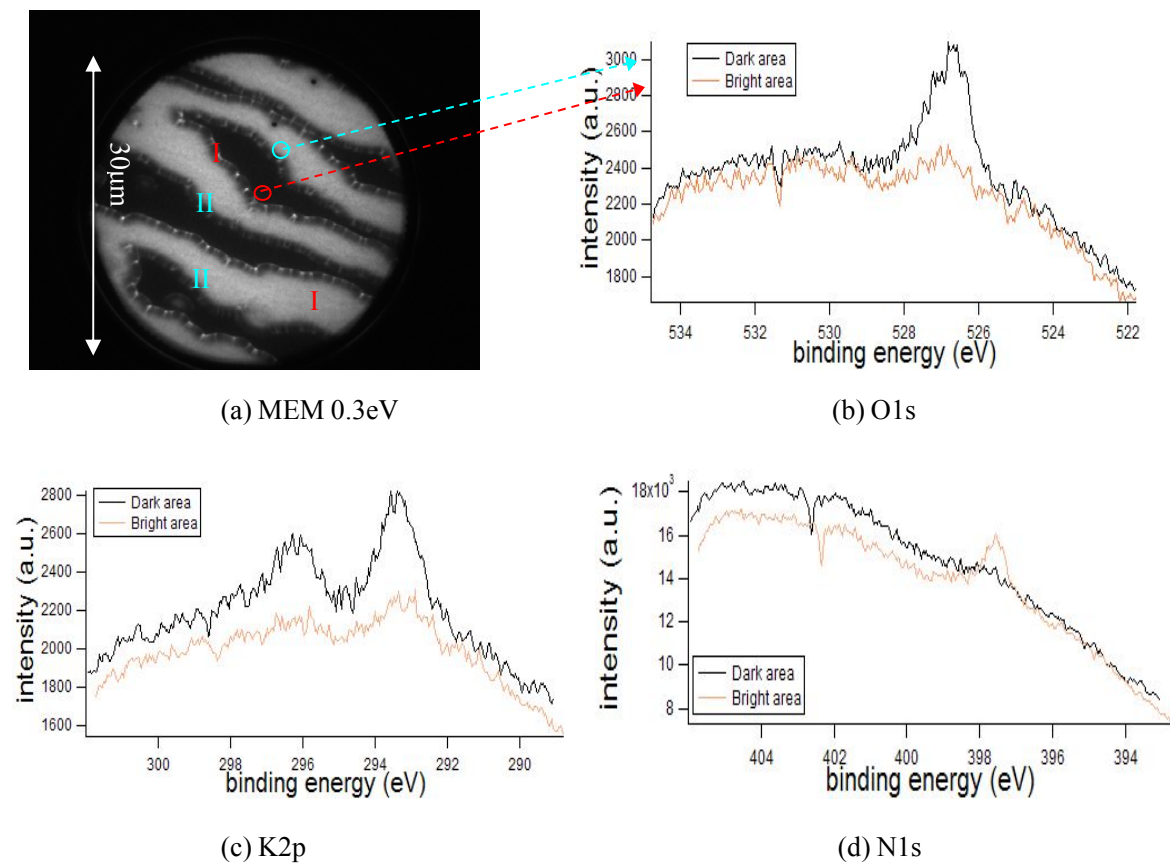 30μm
I
II
II
I
(a) MEM 0.3eV
Dark area
Bright area
3000
2800
2600
2400
2200
2000
1800
intensity (a.u.)
534
532
530
528
526
524
522
binding energy (eV)
(b) O1s
Dark area
Bright area
2800
2600
2400
2200
2000
1800
1600
intensity (a.u.)
300
298
296
294
292
290
binding energy (eV)
(c) K2p
18x10³
16
14
12
10
8
intensity (a.u.)
Dark area
Bright area
404
402
400
398
396
394
binding energy (eV)
(d) N1s